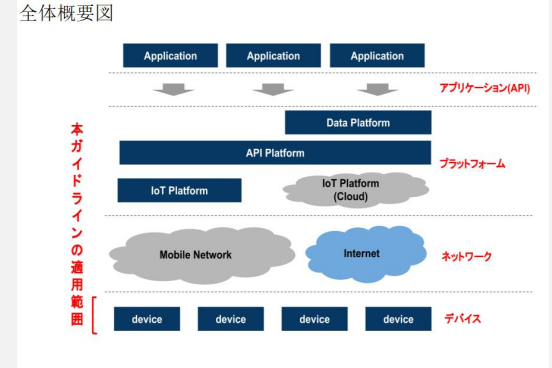 全体概要図
Application Application Application
アプリケーション(API)
Data Platform
API Platform
プラットフォーム
IoT Platform
IoT Platform
(Cloud)
Mobile Network
Internet
ネットワーク
device device device device
デバイス
本ガイドラインの適用範囲